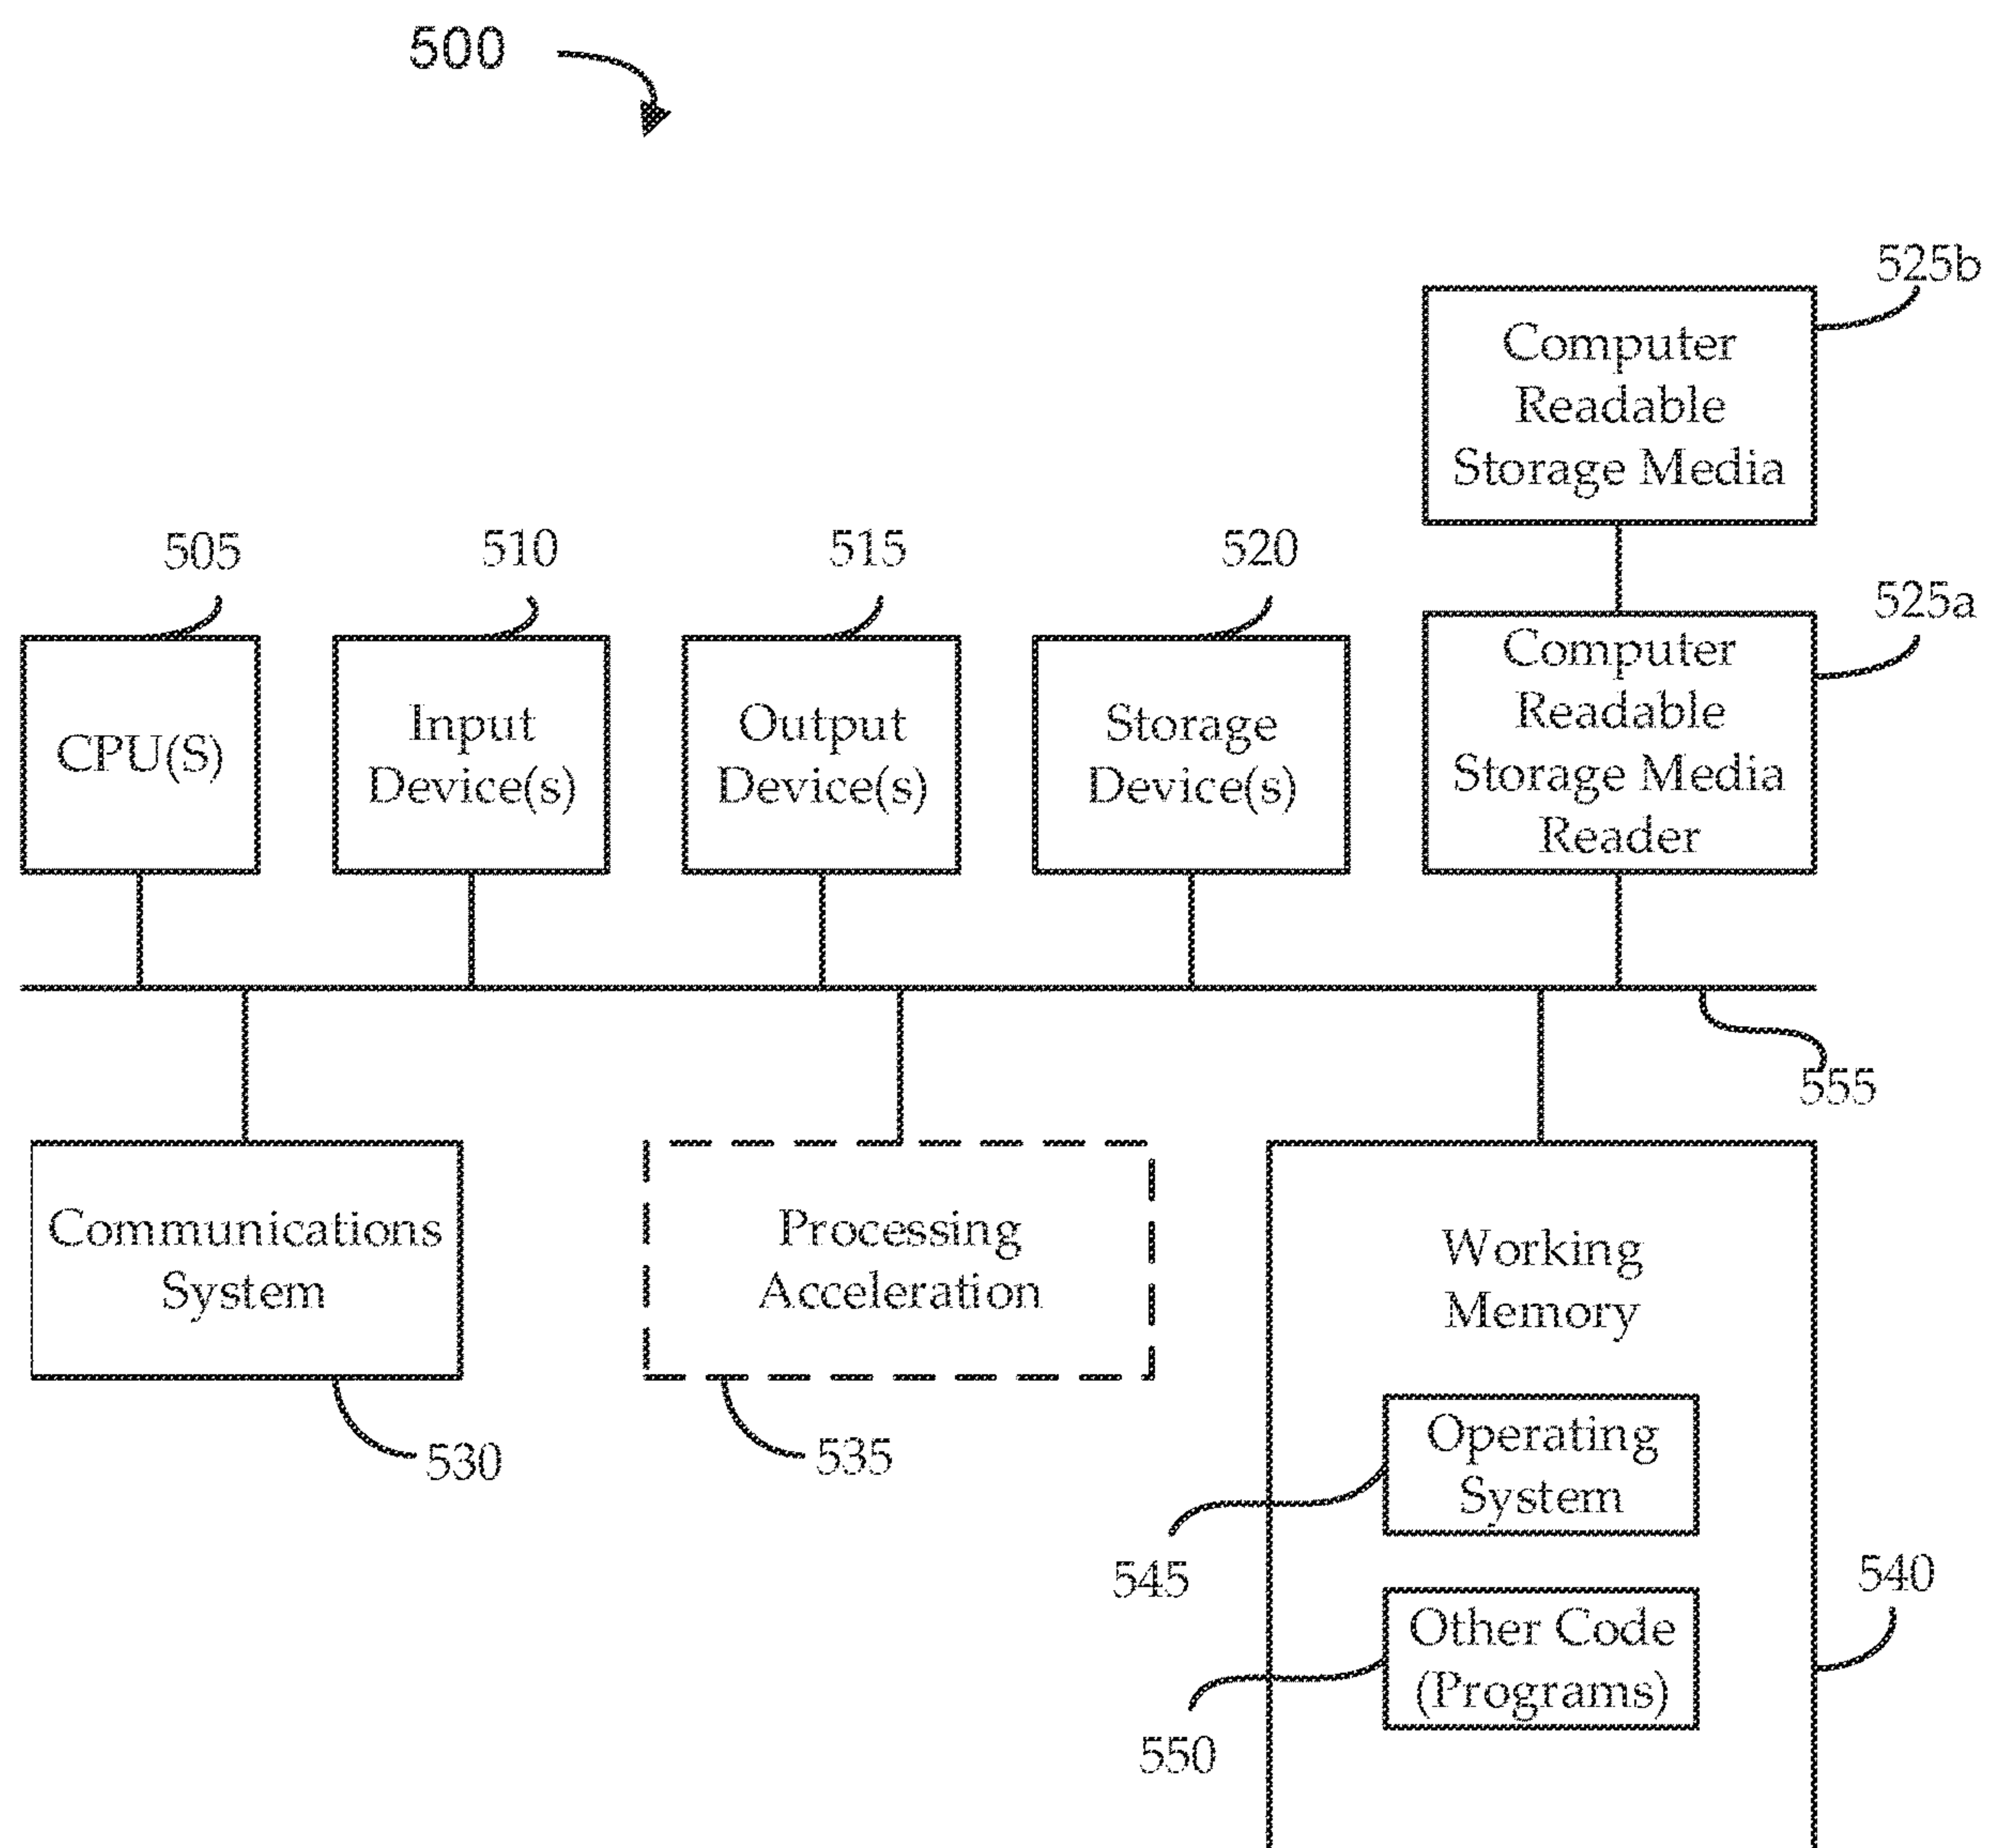 500
525b
Computer
Readable
Storage Media
505
510
515
520
525a
CPU(S)
Input
Device(s)
Output
Device(s)
Storage
Device(s)
Computer
Readable
Storage Media
Reader
555
Communications
System
Processing
Acceleration
Working
Memory
530
535
Operating
System
545
540
Other Code
(Programs)
550